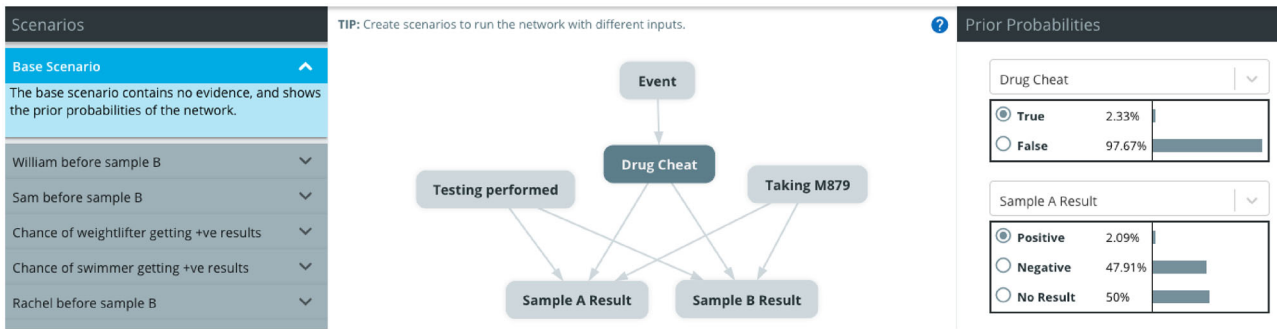 Scenarios
TIP: Create scenarios to run the network with different inputs.
?
Prior Probabilities
Base Scenario
The base scenario contains no evidence, and shows
the prior probabilities of the network.
William before sample B
Sam before sample B
Chance of weightlifter getting +ve results
Chance of swimmer getting +ve results
Rachel before sample B
Event
Drug Cheat
Testing performed
Taking M879
Sample A Result
Sample B Result
Drug Cheat
True 2.33%
False 97.67%
Sample A Result
Positive 2.09%
Negative 47.91%
No Result 50%